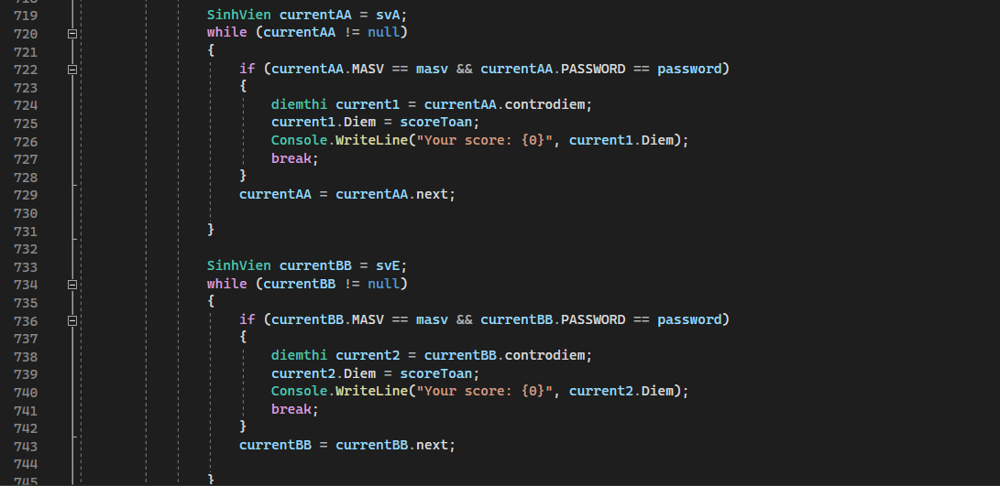 718
719 SinhVien currentAA = svA;
720 while (currentAA != null)
721 {
722 if (currentAA.MASV == masv && currentAA.PASSWORD == password)
723 {
724 diemthi current1 = currentAA.controdiem;
725 current1.Diem = scoreToan;
726 Console.WriteLine("Your score: {0}", current1.Diem);
727 break;
728 }
729 currentAA = currentAA.next;
730
731 }
732
733 SinhVien currentBB = svE;
734 while (currentBB != null)
735 {
736 if (currentBB.MASV == masv && currentBB.PASSWORD == password)
737 {
738 diemthi current2 = currentBB.controdiem;
739 current2.Diem = scoreToan;
740 Console.WriteLine("Your score: {0}", current2.Diem);
741 break;
742 }
743 currentBB = currentBB.next;
744
745 }